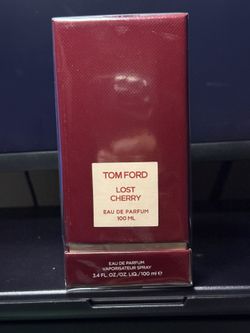 TOM FORD
LOST
CHERRY
EAU DE PARFUM
100 ML
EAU DE PARFUM
VAPORISATEUR SPRAY
3.4 FL. OZ./OZ. LIQ./100 ml ℮